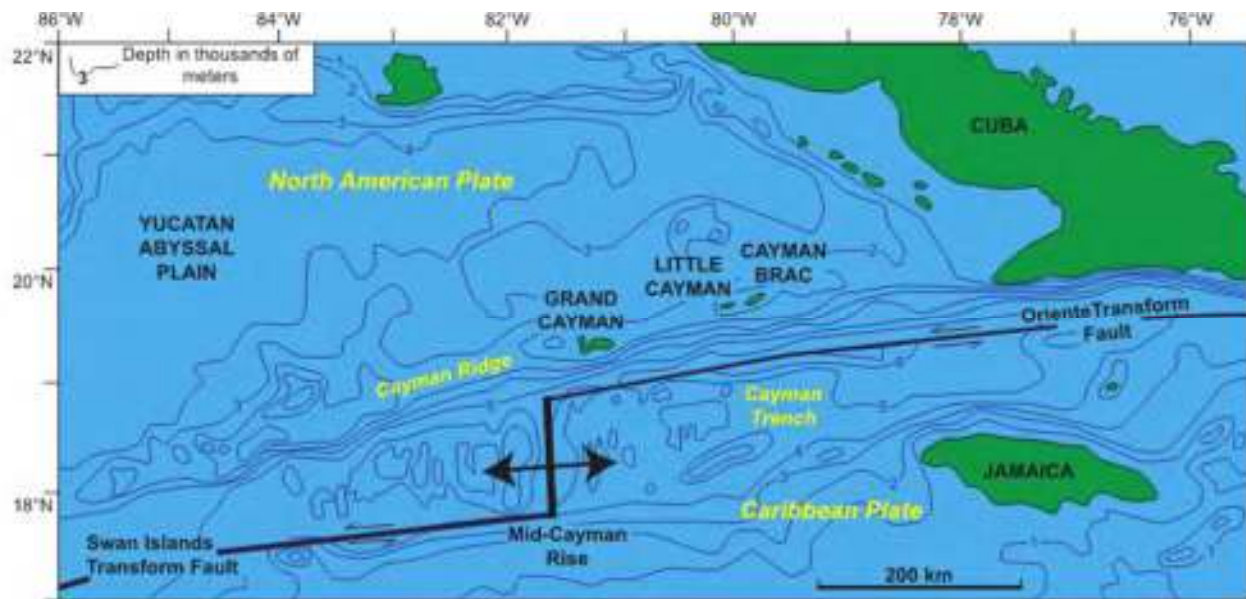 86°W
84°W
82°W
80°W
78°W
76°W
22°N
3
Depth in thousands of
meters
CUBA
North American Plate
YUCATAN
ABYSSAL
PLAIN
20°N
LITTLE
CAYMAN
CAYMAN
BRAC
GRAND
CAYMAN
OrienteTransform
Fault
Cayman Ridge
Cayman
Trench
18°N
JAMAICA
Caribbean Plate
Mid-Cayman
Rise
Swan Islands
Transform Fault
200 km